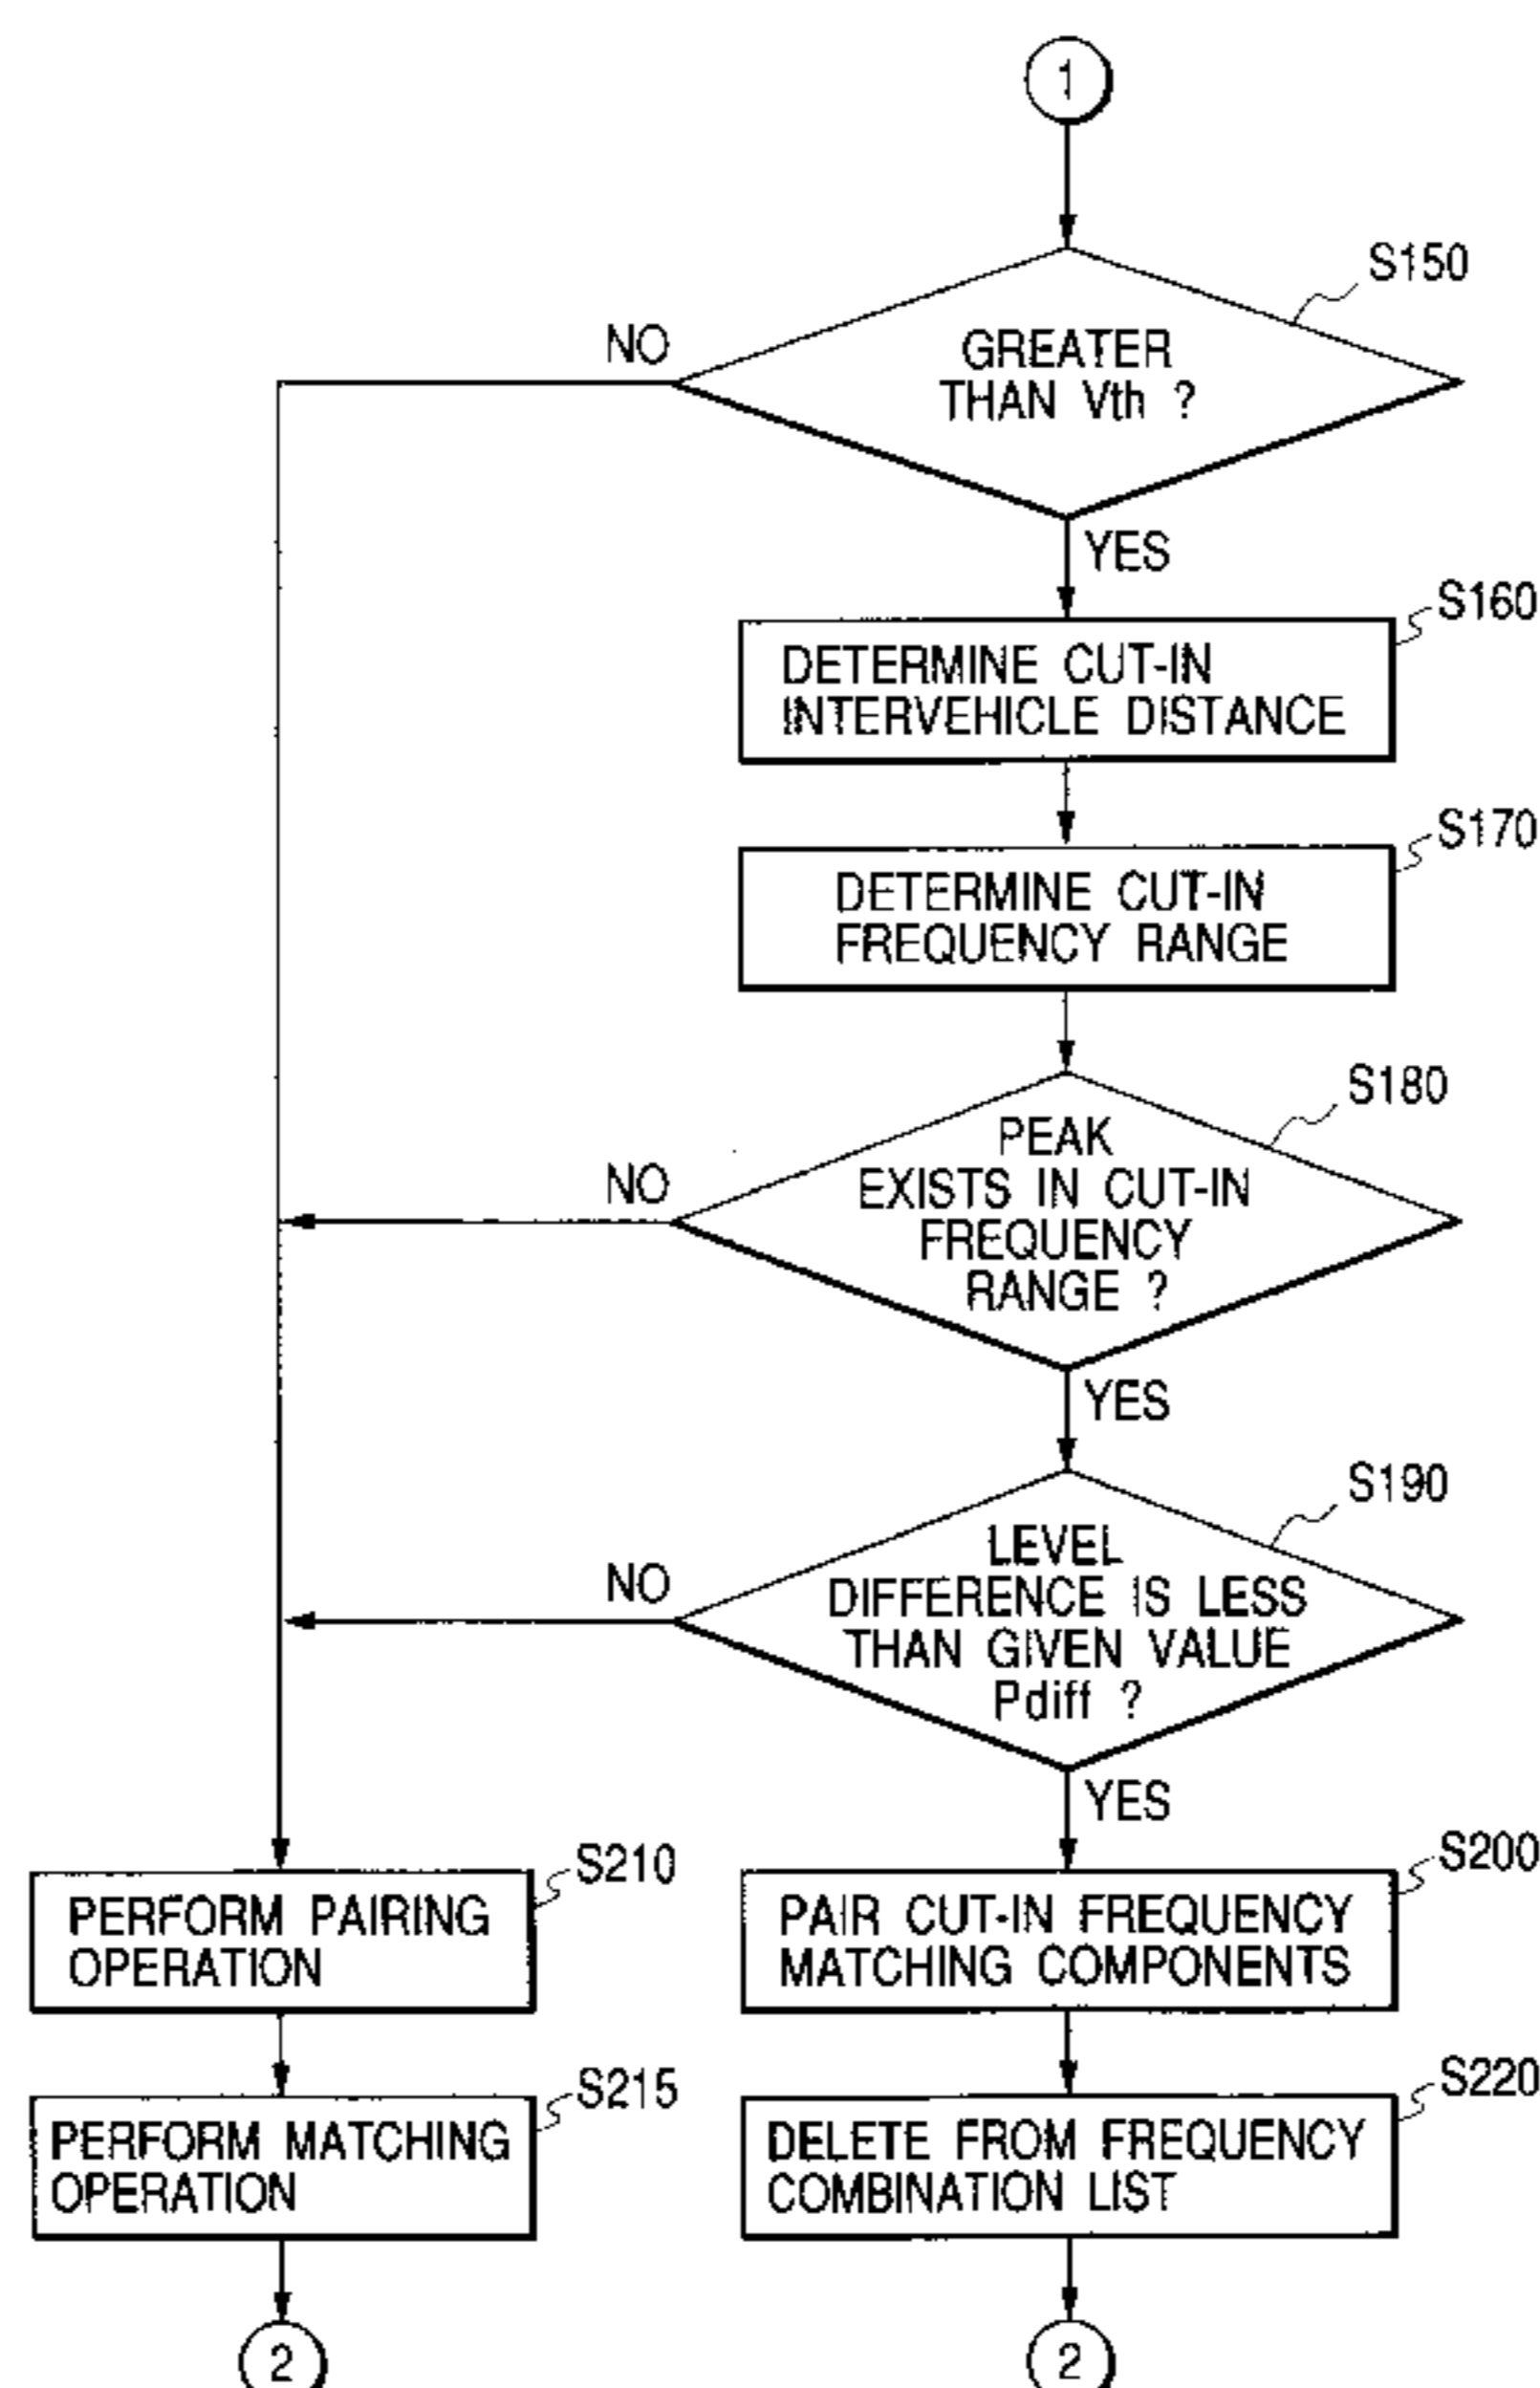 1
S150
NO
GREATER
THAN Vth ?
YES
S160
DETERMINE CUT-IN
INTERVEHICLE DISTANCE
S170
DETERMINE CUT-IN
FREQUENCY RANGE
S180
NO
PEAK
EXISTS IN CUT-IN
FREQUENCY
RANGE ?
YES
S190
NO
LEVEL
DIFFERENCE IS LESS
THAN GIVEN VALUE
Pdiff ?
YES
S210
PERFORM PAIRING
OPERATION
S200
PAIR CUT-IN FREQUENCY
MATCHING COMPONENTS
S215
PERFORM MATCHING
OPERATION
S220
DELETE FROM FREQUENCY
COMBINATION LIST
2
2